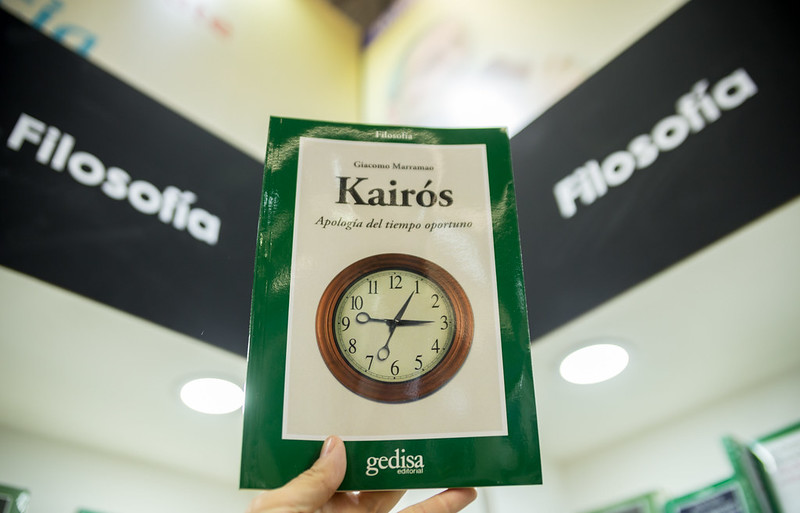 Filosofía
Filosofía
Filosofía
Giacomo Marramao
Kairós
Apología del tiempo oportuno
12
1
2
3
4
5
6
7
8
9
10
11
gedisa
editorial